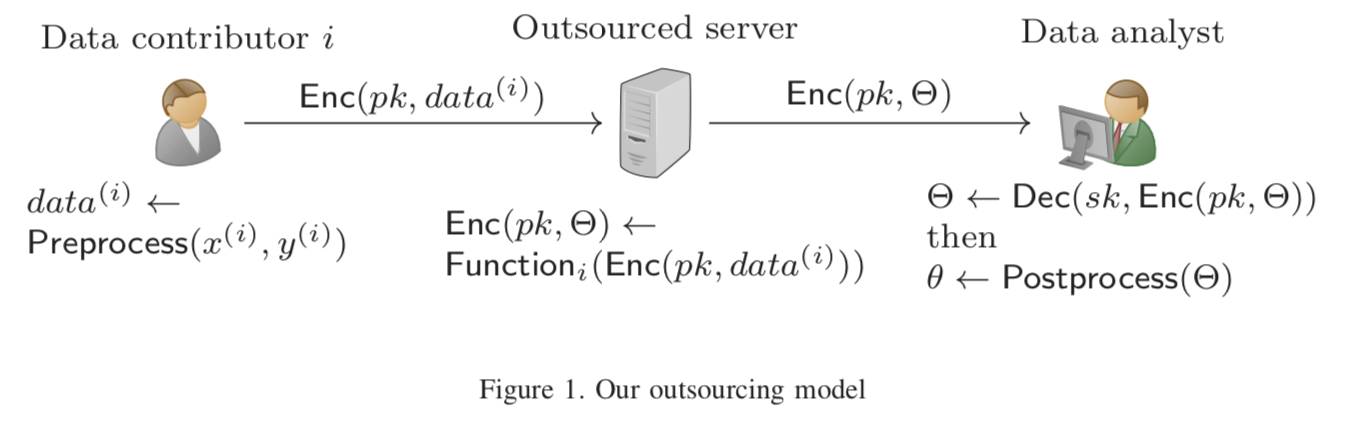 Data contributor i
Outsourced server
Data analyst
Enc(pk, data^(i))
Enc(pk, Θ)
data^(i) ←
Preprocess(x^(i), y^(i))
Enc(pk, Θ) ←
Function_i(Enc(pk, data^(i)))
Θ ← Dec(sk, Enc(pk, Θ))
then
θ ← Postprocess(Θ)
Figure 1. Our outsourcing model